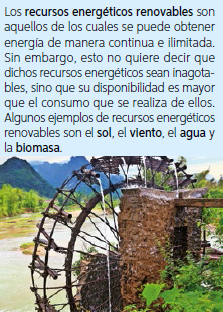 Los recursos energéticos renovables son
aquellos de los cuales se puede obtener
energía de manera continua e ilimitada.
Sin embargo, esto no quiere decir que
dichos recursos energéticos sean inagota-
bles, sino que su disponibilidad es mayor
que el consumo que se realiza de ellos.
Algunos ejemplos de recursos energéticos
renovables son el sol, el viento, el agua y
la biomasa.